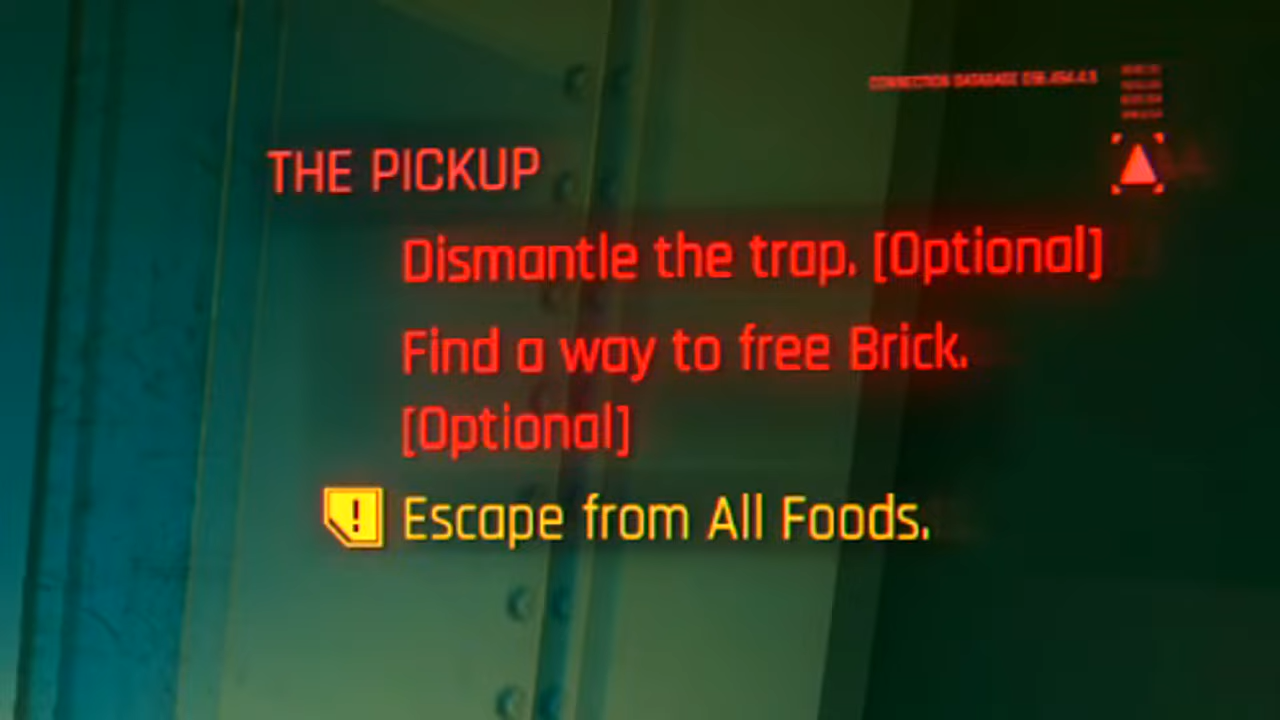 THE PICKUP
Dismantle the trap. [Optional]
Find a way to free Brick.
[Optional]
! Escape from All Foods.